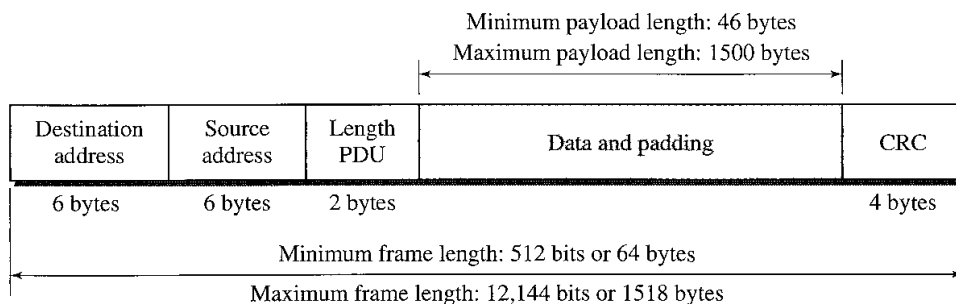 Minimum payload length: 46 bytes
Maximum payload length: 1500 bytes
Destination address
Source address
Length PDU
Data and padding
CRC
6 bytes
6 bytes
2 bytes
4 bytes
Minimum frame length: 512 bits or 64 bytes
Maximum frame length: 12,144 bits or 1518 bytes